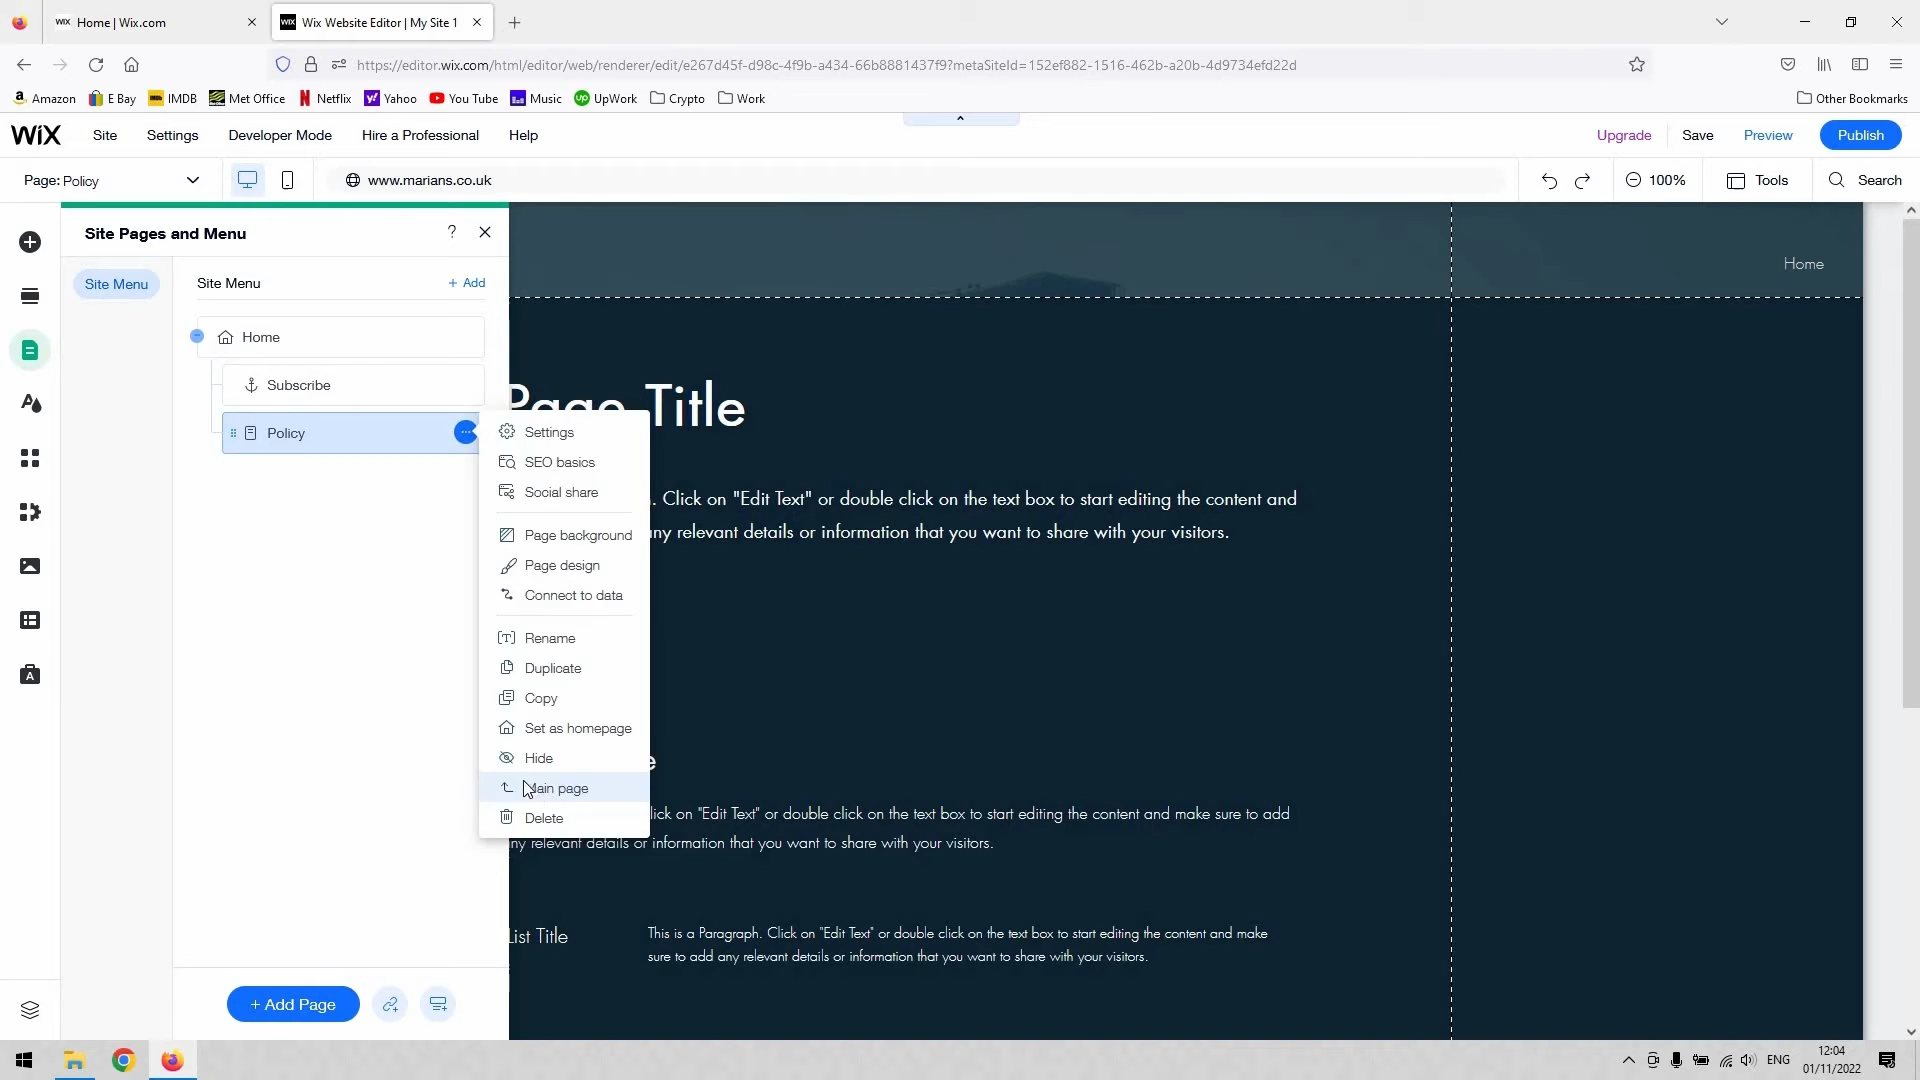 WIX Home | Wix.com
WIX Wix Website Editor | My Site 1
https://editor.wix.com/html/editor/web/renderer/edit/e267d45f-d98c-4f9b-a434-66b8881437f9?metaSiteId=152ef882-1516-462b-a20b-4d9734efd22d
Amazon E Bay IMDB Met Office Netflix Yahoo You Tube Music UpWork Crypto Work Other Bookmarks
WIX Site Settings Developer Mode Hire a Professional Help Upgrade Save Preview Publish
Page: Policy www.marians.co.uk 100% Tools Search
Site Pages and Menu ?
Site Menu
Site Menu + Add
Home
Subscribe
Policy
Settings
SEO basics
Social share
Page background
Page design
Connect to data
Rename
Duplicate
Copy
Set as homepage
Hide
Main page
Delete
+ Add Page
Home
Page Title
. Click on "Edit Text" or double click on the text box to start editing the content and
any relevant details or information that you want to share with your visitors.
e
lick on "Edit Text" or double click on the text box to start editing the content and make sure to add
any relevant details or information that you want to share with your visitors.
List Title
This is a Paragraph. Click on "Edit Text" or double click on the text box to start editing the content and make
sure to add any relevant details or information that you want to share with your visitors.
ENG
12:04
01/11/2022